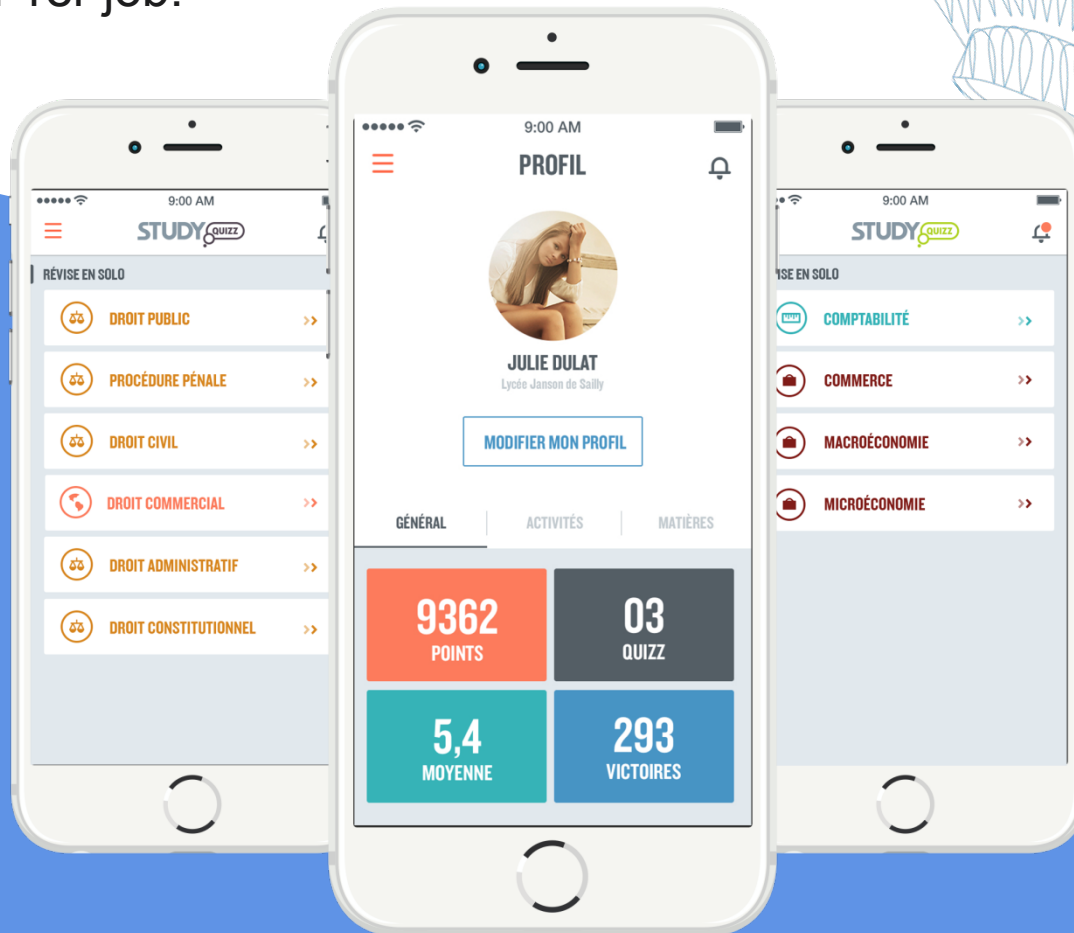 job.
9:00 AM
STUDY QUIZZ
RÉVISE EN SOLO
DROIT PUBLIC
PROCÉDURE PÉNALE
DROIT CIVIL
DROIT COMMERCIAL
DROIT ADMINISTRATIF
DROIT CONSTITUTIONNEL
9:00 AM
PROFIL
JULIE DULAT
Lycée Janson de Sailly
MODIFIER MON PROFIL
GÉNÉRAL ACTIVITÉS MATIÈRES
9362 03
POINTS QUIZZ
5,4 293
MOYENNE VICTOIRES
9:00 AM
STUDY QUIZZ
EN SOLO
COMPTABILITÉ
COMMERCE
MACROÉCONOMIE
MICROÉCONOMIE